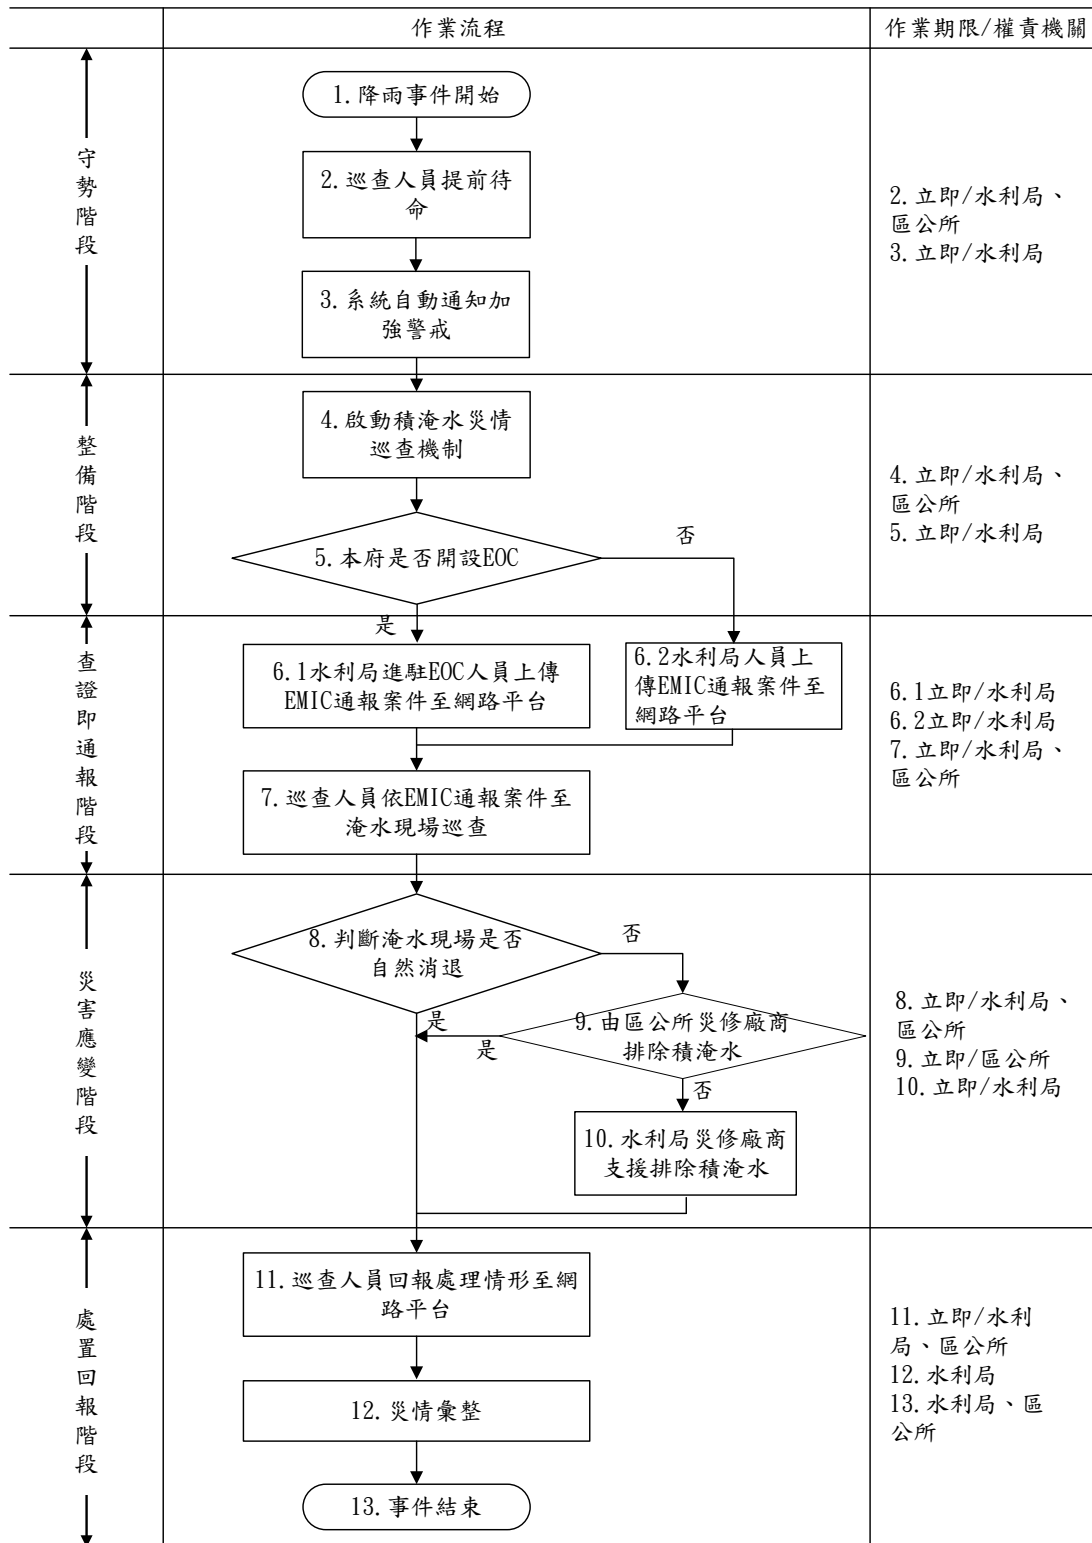 作業流程
作業期限/權責機關
守勢階段
1.降雨事件開始
2.巡查人員提前待
命
3.系統自動通知加
強警戒
2.立即/水利局、
區公所
3.立即/水利局
整備階段
4.啟動積淹水災情
巡查機制
5.本府是否開設EOC
否
是
4.立即/水利局、
區公所
5.立即/水利局
查證即通報階段
6.1水利局進駐EOC人員上傳
EMIC通報案件至網路平台
6.2水利局人員上
傳EMIC通報案件至
網路平台
7.巡查人員依EMIC通報案件至
淹水現場巡查
6.1立即/水利局
6.2立即/水利局
7.立即/水利局、
區公所
災害應變階段
8.判斷淹水現場是否
自然消退
否
是
9.由區公所災修廠商
排除積淹水
是
否
10.水利局災修廠商
支援排除積淹水
8.立即/水利局、
區公所
9.立即/區公所
10.立即/水利局
處置回報階段
11.巡查人員回報處理情形至網
路平台
12.災情彙整
13.事件結束
11.立即/水利
局、區公所
12.水利局
13.水利局、區
公所